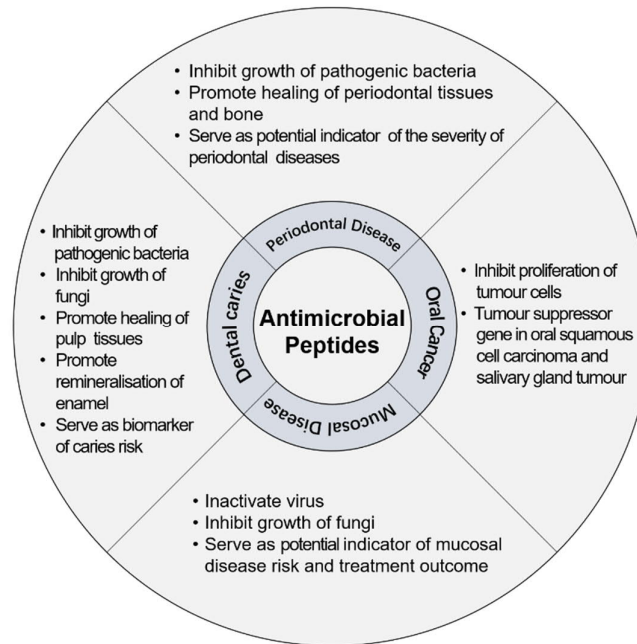 • Inhibit growth of pathogenic bacteria
• Promote healing of periodontal tissues
and bone
• Serve as potential indicator of the severity of
periodontal diseases
Periodontal Disease
• Inhibit growth of
pathogenic bacteria
• Inhibit growth of
fungi
• Promote healing of
pulp tissues
• Promote
remineralisation of
enamel
• Serve as biomarker
of caries risk
Dental caries
Antimicrobial
Peptides
Oral Cancer
• Inhibit proliferation of
tumour cells
• Tumour suppressor
gene in oral squamous
cell carcinoma and
salivary gland tumour
Mucosal Disease
• Inactivate virus
• Inhibit growth of fungi
• Serve as potential indicator of mucosal
disease risk and treatment outcome